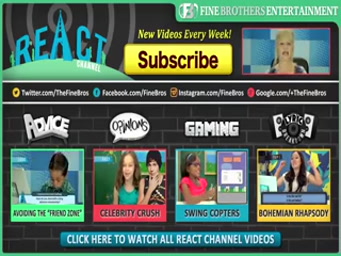 FINE BROTHERS ENTERTAINMENT
REACT
CHANNEL
New Videos Every Week!
Subscribe
Twitter.com/TheFineBros
Facebook.com/FineBros
Instagram.com/FineBros
Google.com/+TheFineBros
ADVICE
OPINIONS
GAMING
LYRIC
AVOIDING THE "FRIEND ZONE"
CELEBRITY CRUSH
SWING COPTERS
BOHEMIAN RHAPSODY
CLICK HERE TO WATCH ALL REACT CHANNEL VIDEOS